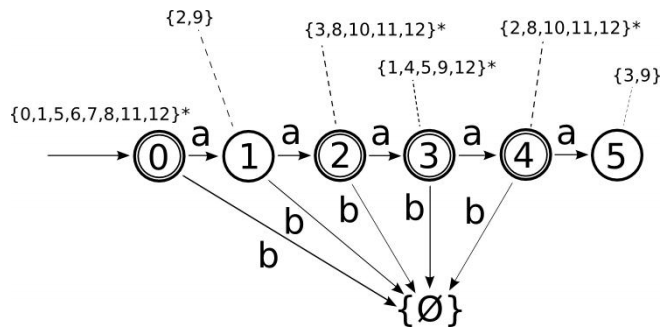 {2,9}
{3,8,10,11,12}*
{2,8,10,11,12}*
{1,4,5,9,12}*
{3,9}
{0,1,5,6,7,8,11,12}*
a a a a a
0 1 2 3 4 5
b b b b b
{Ø}